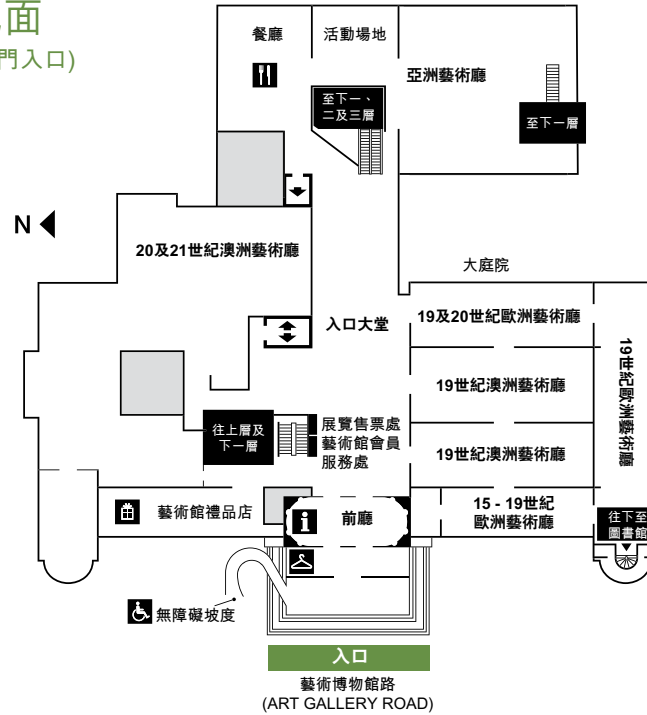 面
門入口)
餐廳
活動場地
亞洲藝術廳
至下一、
二及三層
至下一層
N
20及21世紀澳洲藝術廳
大庭院
入口大堂
19及20世紀歐洲藝術廳
19世紀歐洲藝術廳
19世紀澳洲藝術廳
往上層及
下一層
展覽售票處
藝術館會員
服務處
19世紀澳洲藝術廳
藝術館禮品店
i
前廳
15 - 19世紀
歐洲藝術廳
往下至
圖書館
無障礙坡度
入口
藝術博物館路
(ART GALLERY ROAD)